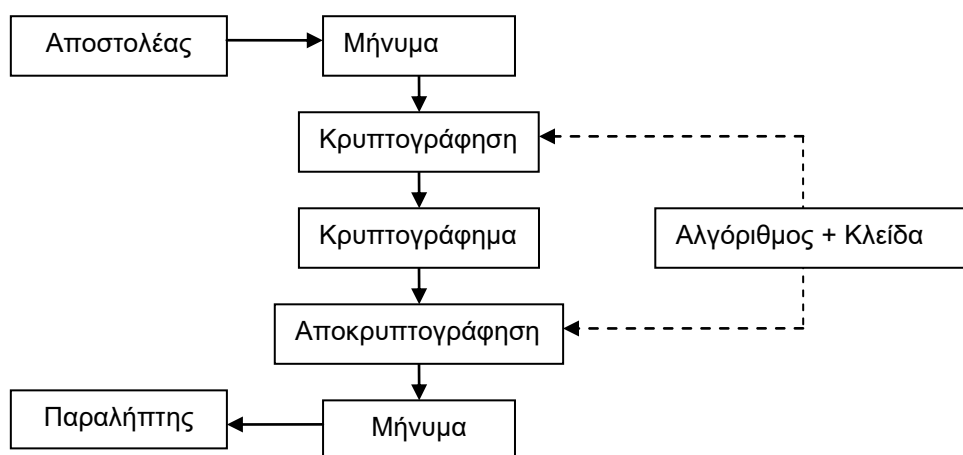 Αποστολέας
Μήνυμα
Κρυπτογράφηση
Κρυπτογράφημα
Αλγόριθμος + Κλείδα
Αποκρυπτογράφηση
Παραλήπτης
Μήνυμα